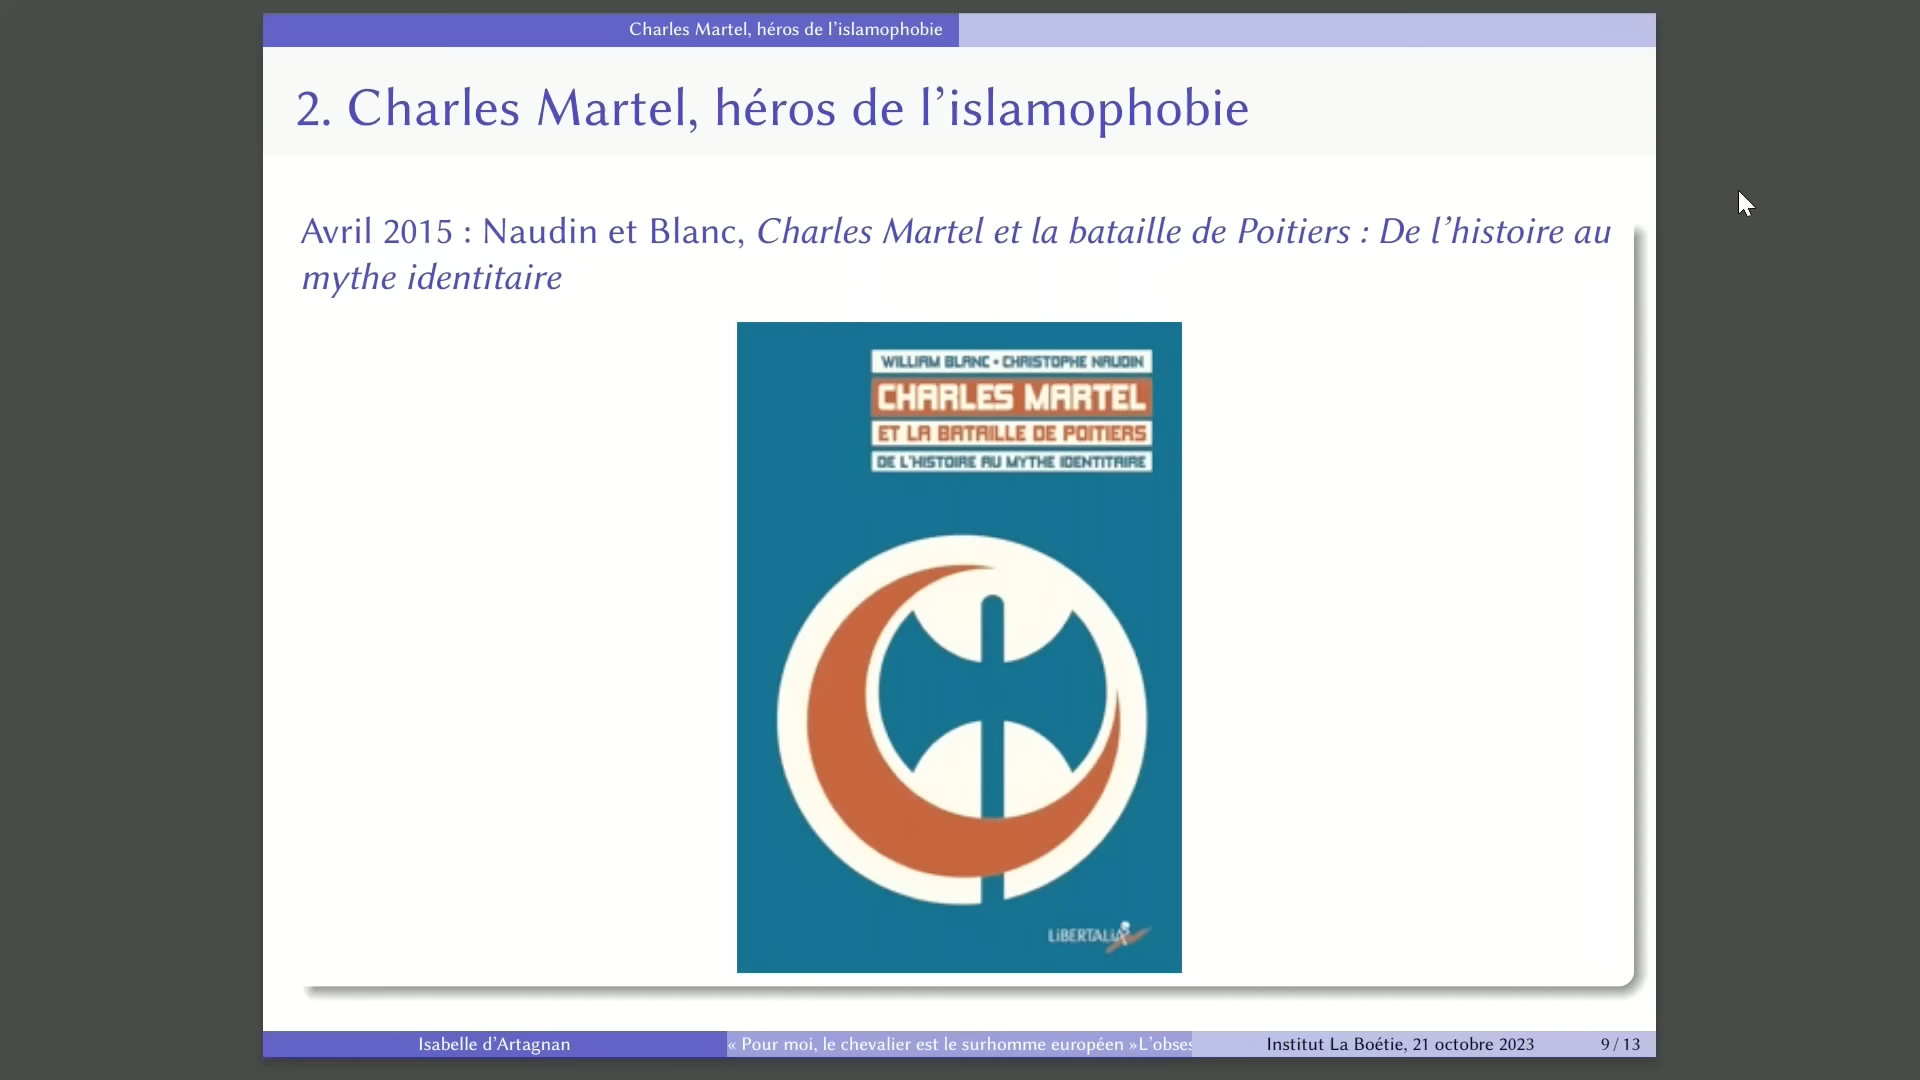 Charles Martel, héros de l’islamophobie
2. Charles Martel, héros de l’islamophobie
Avril 2015 : Naudin et Blanc, Charles Martel et la bataille de Poitiers : De l’histoire au
mythe identitaire
WILLIAM BLANC • CHRISTOPHE NAUDIN
CHARLES MARTEL
ET LA BATAILLE DE POITIERS
DE L'HISTOIRE AU MYTHE IDENTITAIRE
LIBERTALIA
Isabelle d’Artagnan
« Pour moi, le chevalier est le surhomme européen »L’obses
Institut La Boétie, 21 octobre 2023
9 / 13